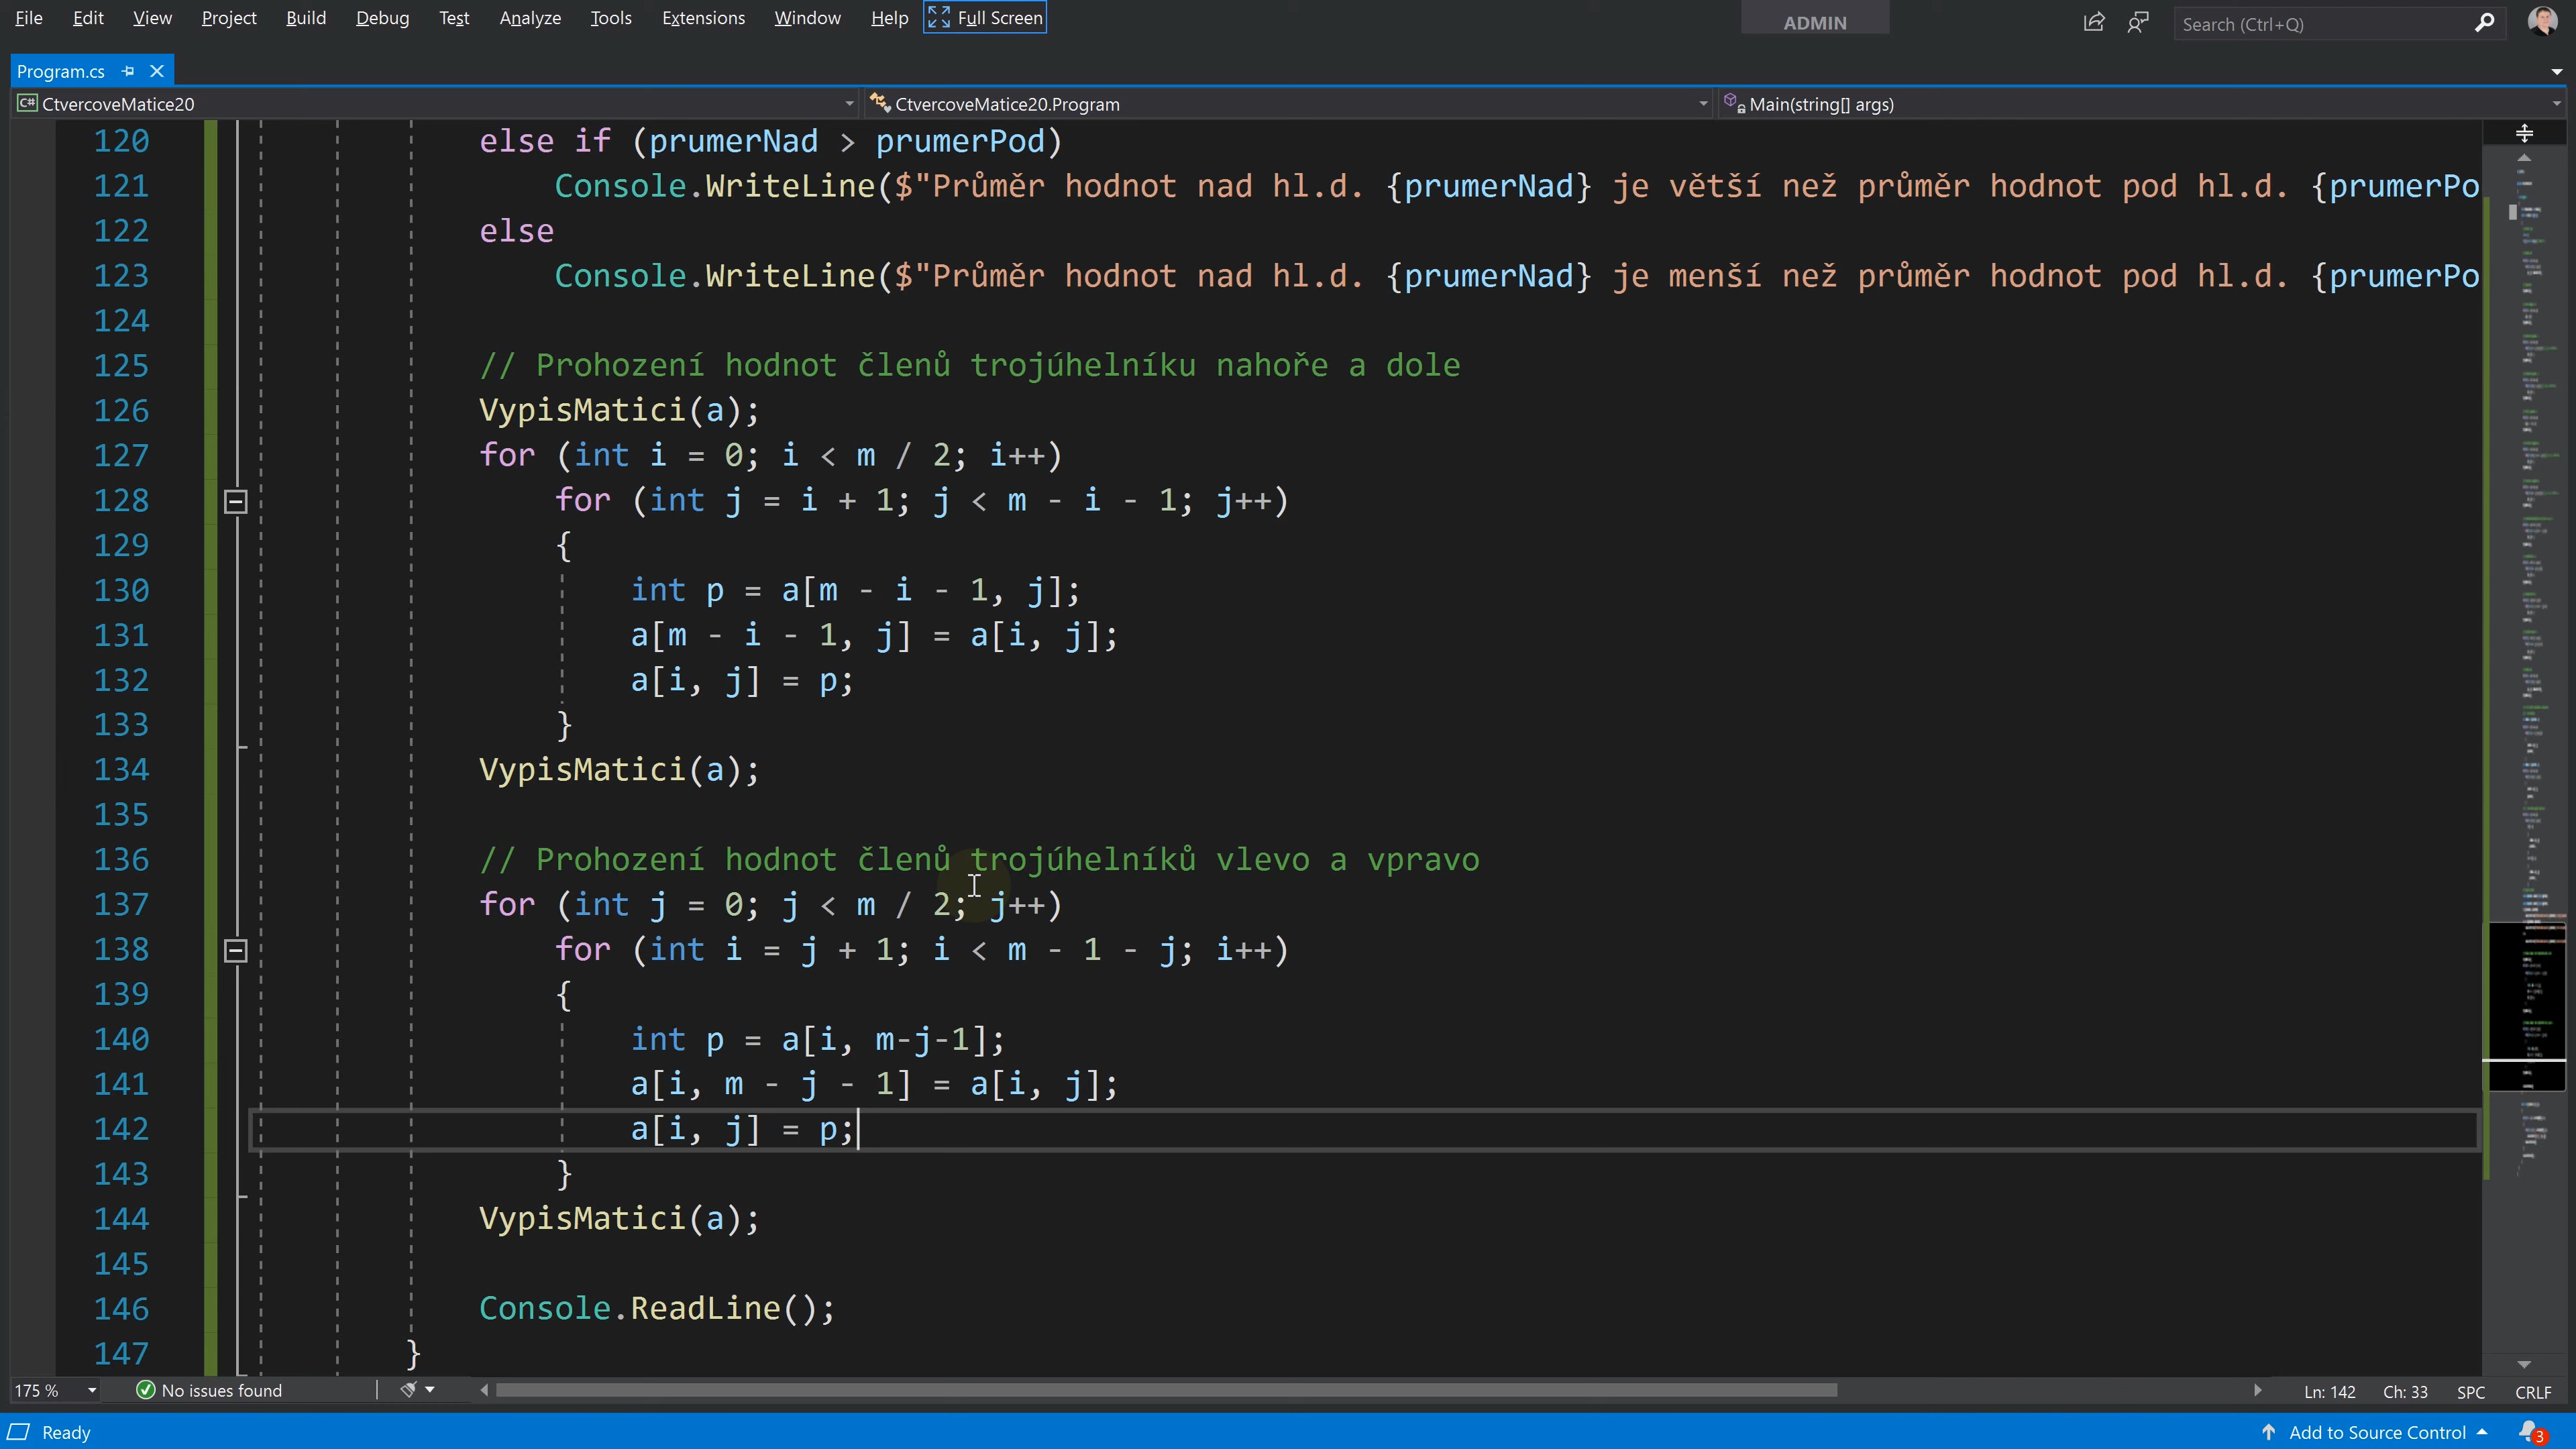 File Edit View Project Build Debug Test Analyze Tools Extensions Window Help Full Screen ADMIN Search (Ctrl+Q)
Program.cs
C# CtvercoveMatice20 CtvercoveMatice20.Program Main(string[] args)
120 else if (prumerNad > prumerPod)
121 Console.WriteLine($"Průměr hodnot nad hl.d. {prumerNad} je větší než průměr hodnot pod hl.d. {prumerPo
122 else
123 Console.WriteLine($"Průměr hodnot nad hl.d. {prumerNad} je menší než průměr hodnot pod hl.d. {prumerPo
124
125 // Prohození hodnot členů trojúhelníku nahoře a dole
126 VypisMatici(a);
127 for (int i = 0; i < m / 2; i++)
128 for (int j = i + 1; j < m - i - 1; j++)
129 {
130 int p = a[m - i - 1, j];
131 a[m - i - 1, j] = a[i, j];
132 a[i, j] = p;
133 }
134 VypisMatici(a);
135
136 // Prohození hodnot členů trojúhelníků vlevo a vpravo
137 for (int j = 0; j < m / 2; j++)
138 for (int i = j + 1; i < m - 1 - j; i++)
139 {
140 int p = a[i, m-j-1];
141 a[i, m - j - 1] = a[i, j];
142 a[i, j] = p;
143 }
144 VypisMatici(a);
145
146 Console.ReadLine();
147 }
175 % No issues found Ln: 142 Ch: 33 SPC CRLF
Ready Add to Source Control 3